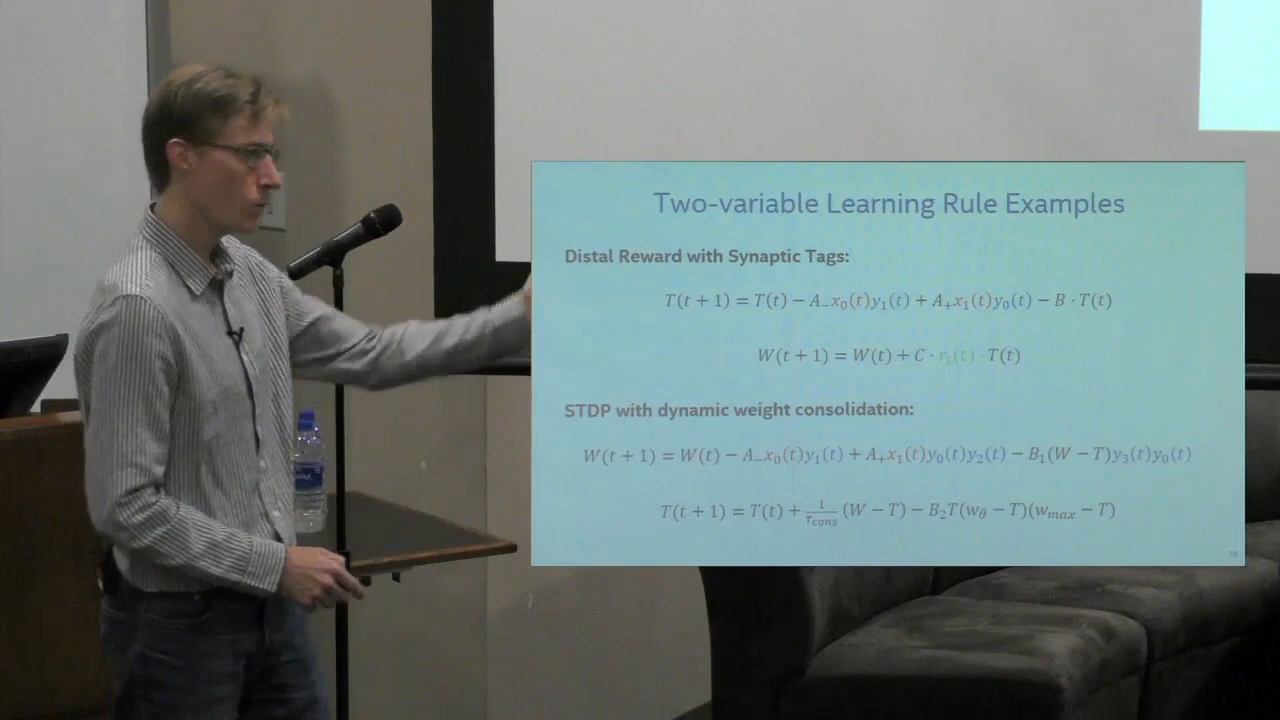 Two-variable Learning Rule Examples
Distal Reward with Synaptic Tags:
T(t + 1) = T(t) − A₋x₀(t)y₁(t) + A₊x₁(t)y₀(t) − B · T(t)
W(t + 1) = W(t) + C · r₁(t) · T(t)
STDP with dynamic weight consolidation:
W(t + 1) = W(t) − A₋x₀(t)y₁(t) + A₊x₁(t)y₀(t)y₂(t) − B₁(W − T)y₃(t)y₀(t)
T(t + 1) = T(t) + 1/τ_cons (W − T) − B₂T(w_θ − T)(w_max − T)